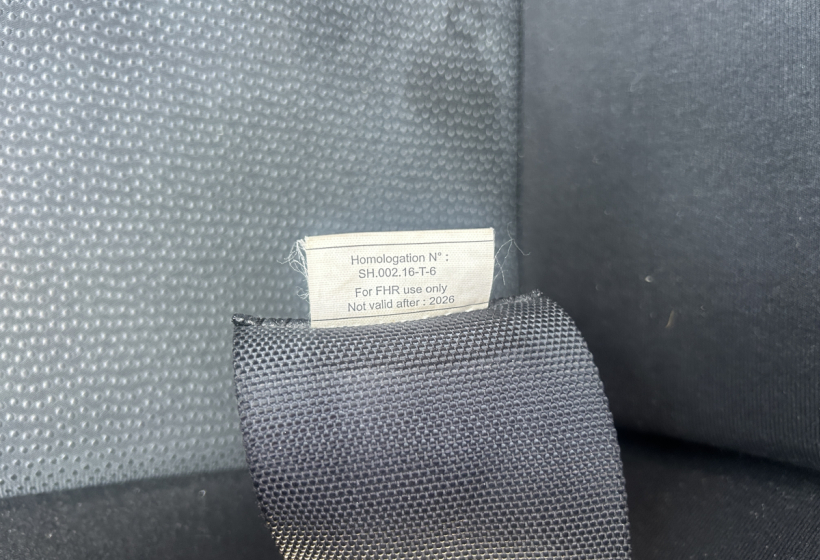 Homologation N° :
SH.002.16-T-6
For FHR use only
Not valid after : 2026